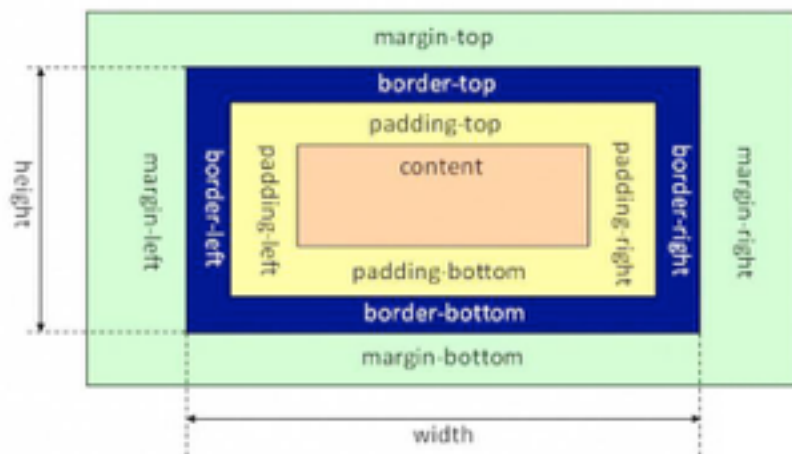 margin-top
border-top
padding-top
content
height
margin-left
border-left
padding-left
padding-right
border-right
margin-right
padding-bottom
border-bottom
margin-bottom
width